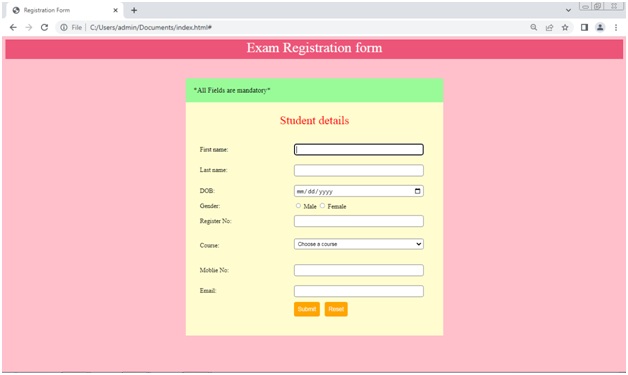 Registration Form
File | C:/Users/admin/Documents/index.html#
Exam Registration form
*All Fields are mandatory*
Student details
First name:
Last name:
DOB: mm/dd/yyyy
Gender: Male Female
Register No:
Course: Choose a course
Moblie No:
Email:
Submit Reset